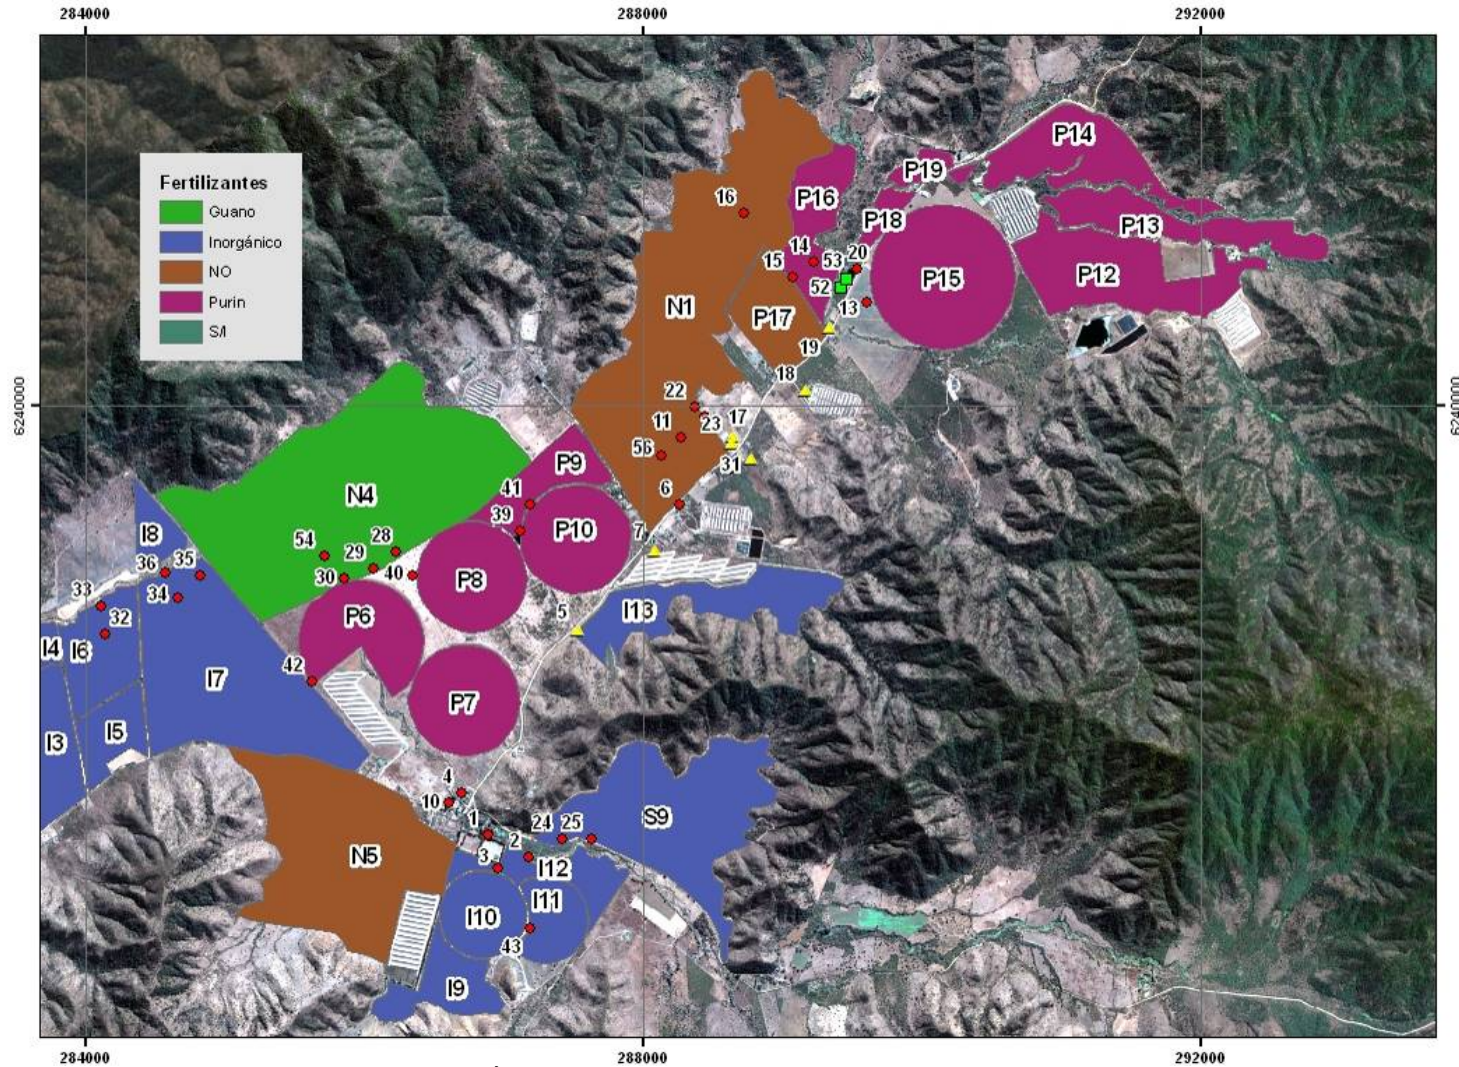 284000 288000 292000
P14
P19
Fertilizantes
Guano
Inorgánico
NO
Purin
S/I
16
P16
P18
P13
14
53
20
15
52
P15
P12
13
N1
P17
19
18
6240000
6240000
22
17
11
23
56
31
P9
N4
41
6
I8
39
P10
7
54
29
28
36
35
30
40
P8
33
34
32
P6
5
I13
I4
I6
42
I7
P7
I3
I5
4
10
1
2
24
25
S9
3
N5
I12
I10
I11
43
I9
284000 288000 292000